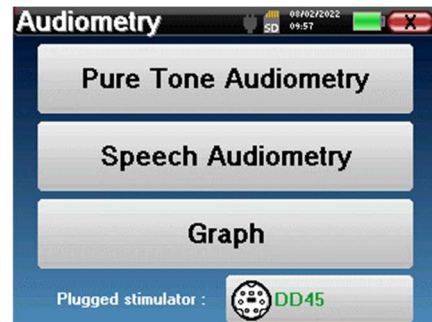 Audiometry
SD
08/02/2022
09:57
X
Pure Tone Audiometry
Speech Audiometry
Graph
Plugged stimulator : DD45